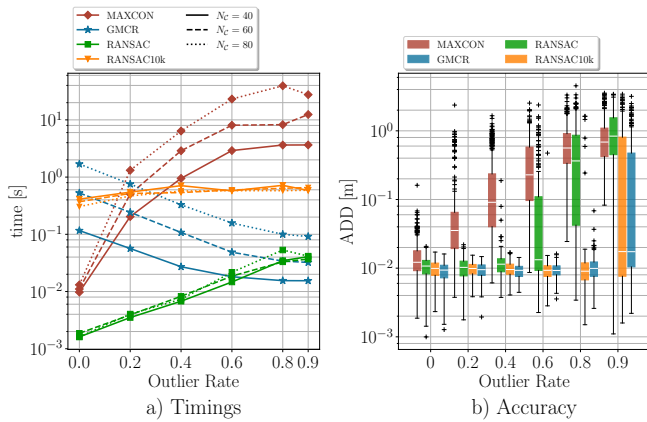 MAXCON
GMCR
RANSAC
RANSAC10k
N_C = 40
N_C = 60
N_C = 80
time [s]
10^1
10^0
10^-1
10^-2
10^-3
0.0 0.2 0.4 0.6 0.8 0.9
Outlier Rate
a) Timings
MAXCON
GMCR
RANSAC
RANSAC10k
ADD [m]
10^0
10^-1
10^-2
10^-3
0 0.2 0.4 0.6 0.8 0.9
Outlier Rate
b) Accuracy